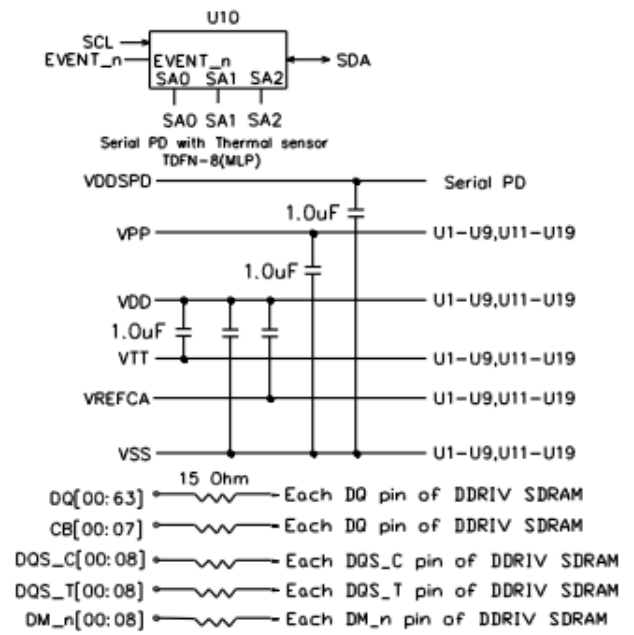 U10
SCL
EVENT_n
EVENT_n
SDA
SA0 SA1 SA2
SA0 SA1 SA2
Serial PD with Thermal sensor
TDFN-8(MLP)
VDDSPD Serial PD
1.0uF
VPP U1-U9,U11-U19
1.0uF
VDD U1-U9,U11-U19
1.0uF
VTT U1-U9,U11-U19
VREFCA U1-U9,U11-U19
VSS U1-U9,U11-U19
15 Ohm
DQ[00:63] Each DQ pin of DDRIV SDRAM
CB[00:07] Each DQ pin of DDRIV SDRAM
DQS_C[00:08] Each DQS_C pin of DDRIV SDRAM
DQS_T[00:08] Each DQS_T pin of DDRIV SDRAM
DM_n[00:08] Each DM_n pin of DDRIV SDRAM